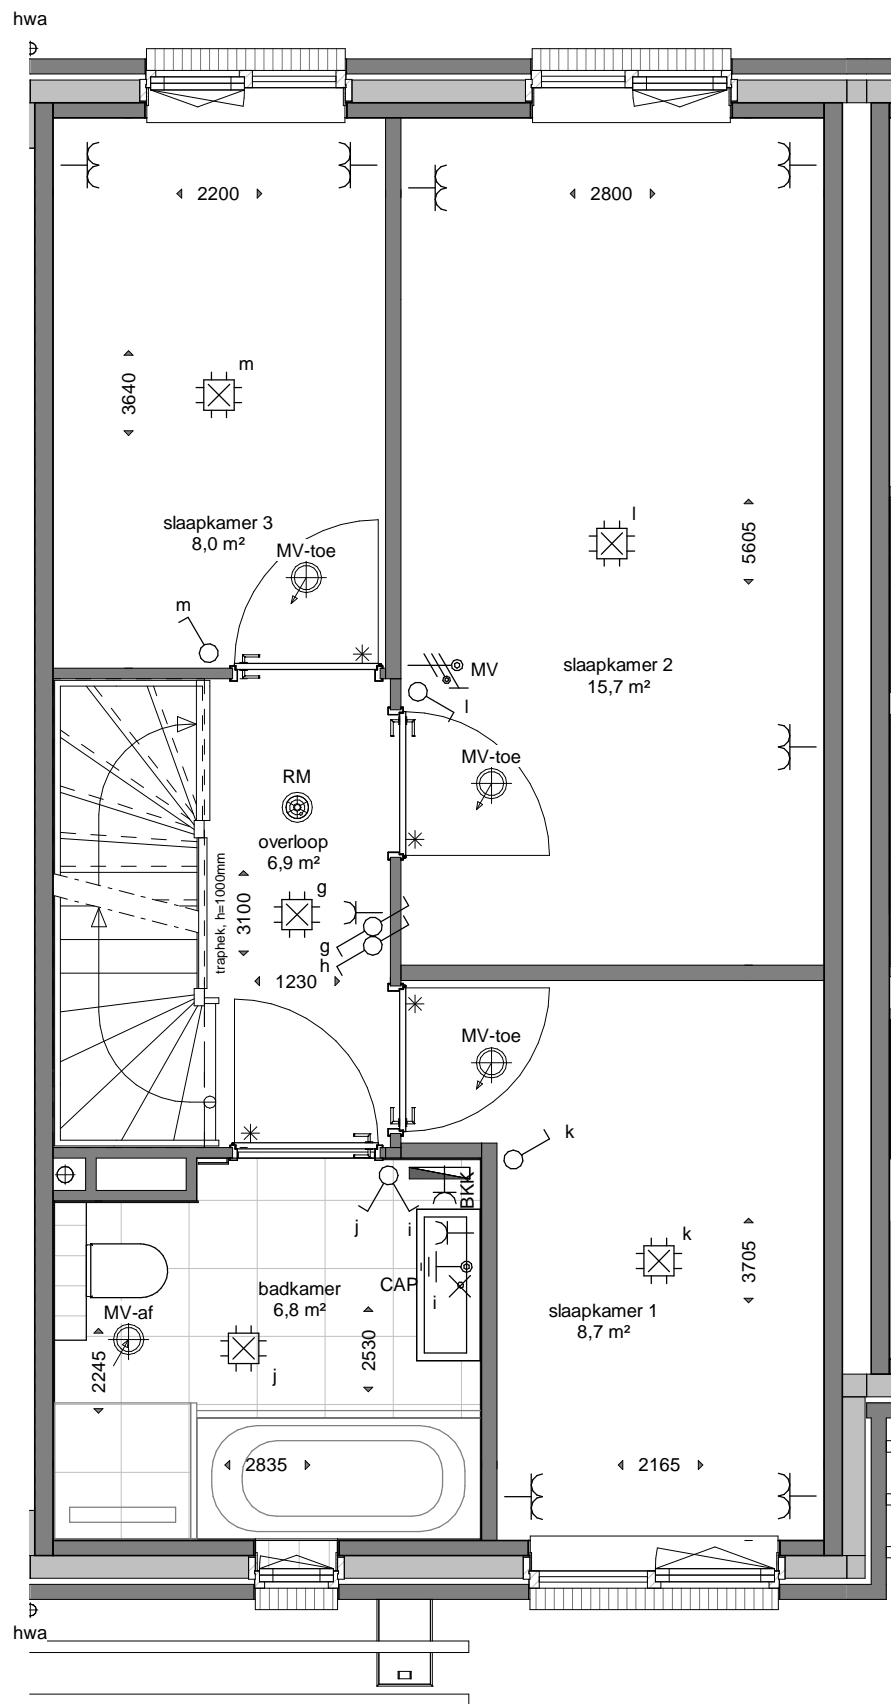 hwa
2200
2800
3640
m
slaapkamer 3
8,0 m²
MV-toe
l
5605
m
slaapkamer 2
15,7 m²
MV
l
MV-toe
RM
overloop
6,9 m²
traphek, h=1000mm
3100
g
g
h
1230
MV-toe
k
BKK
j
i
k
3705
badkamer
6,8 m²
CAP
i
slaapkamer 1
8,7 m²
MV-af
2245
2530
j
2835
2165
hwa